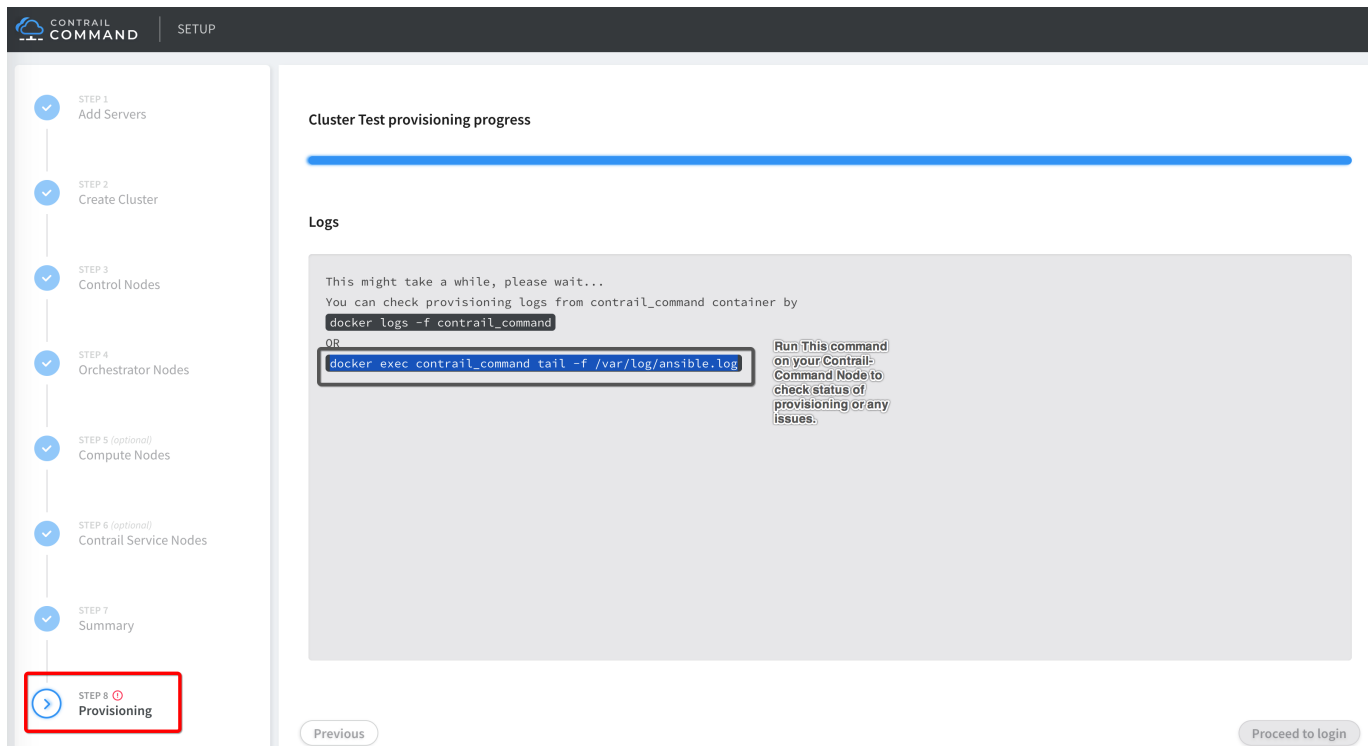 CONTRAIL
COMMAND
SETUP
STEP 1
Add Servers
STEP 2
Create Cluster
STEP 3
Control Nodes
STEP 4
Orchestrator Nodes
STEP 5 (optional)
Compute Nodes
STEP 6 (optional)
Contrail Service Nodes
STEP 7
Summary
STEP 8
Provisioning
Cluster Test provisioning progress
Logs
This might take a while, please wait...
You can check provisioning logs from contrail_command container by
docker logs -f contrail_command
OR
docker exec contrail_command tail -f /var/log/ansible.log
Run This command
on your Contrail-
Command Node to
check status of
provisioning or any
issues.
Previous
Proceed to login